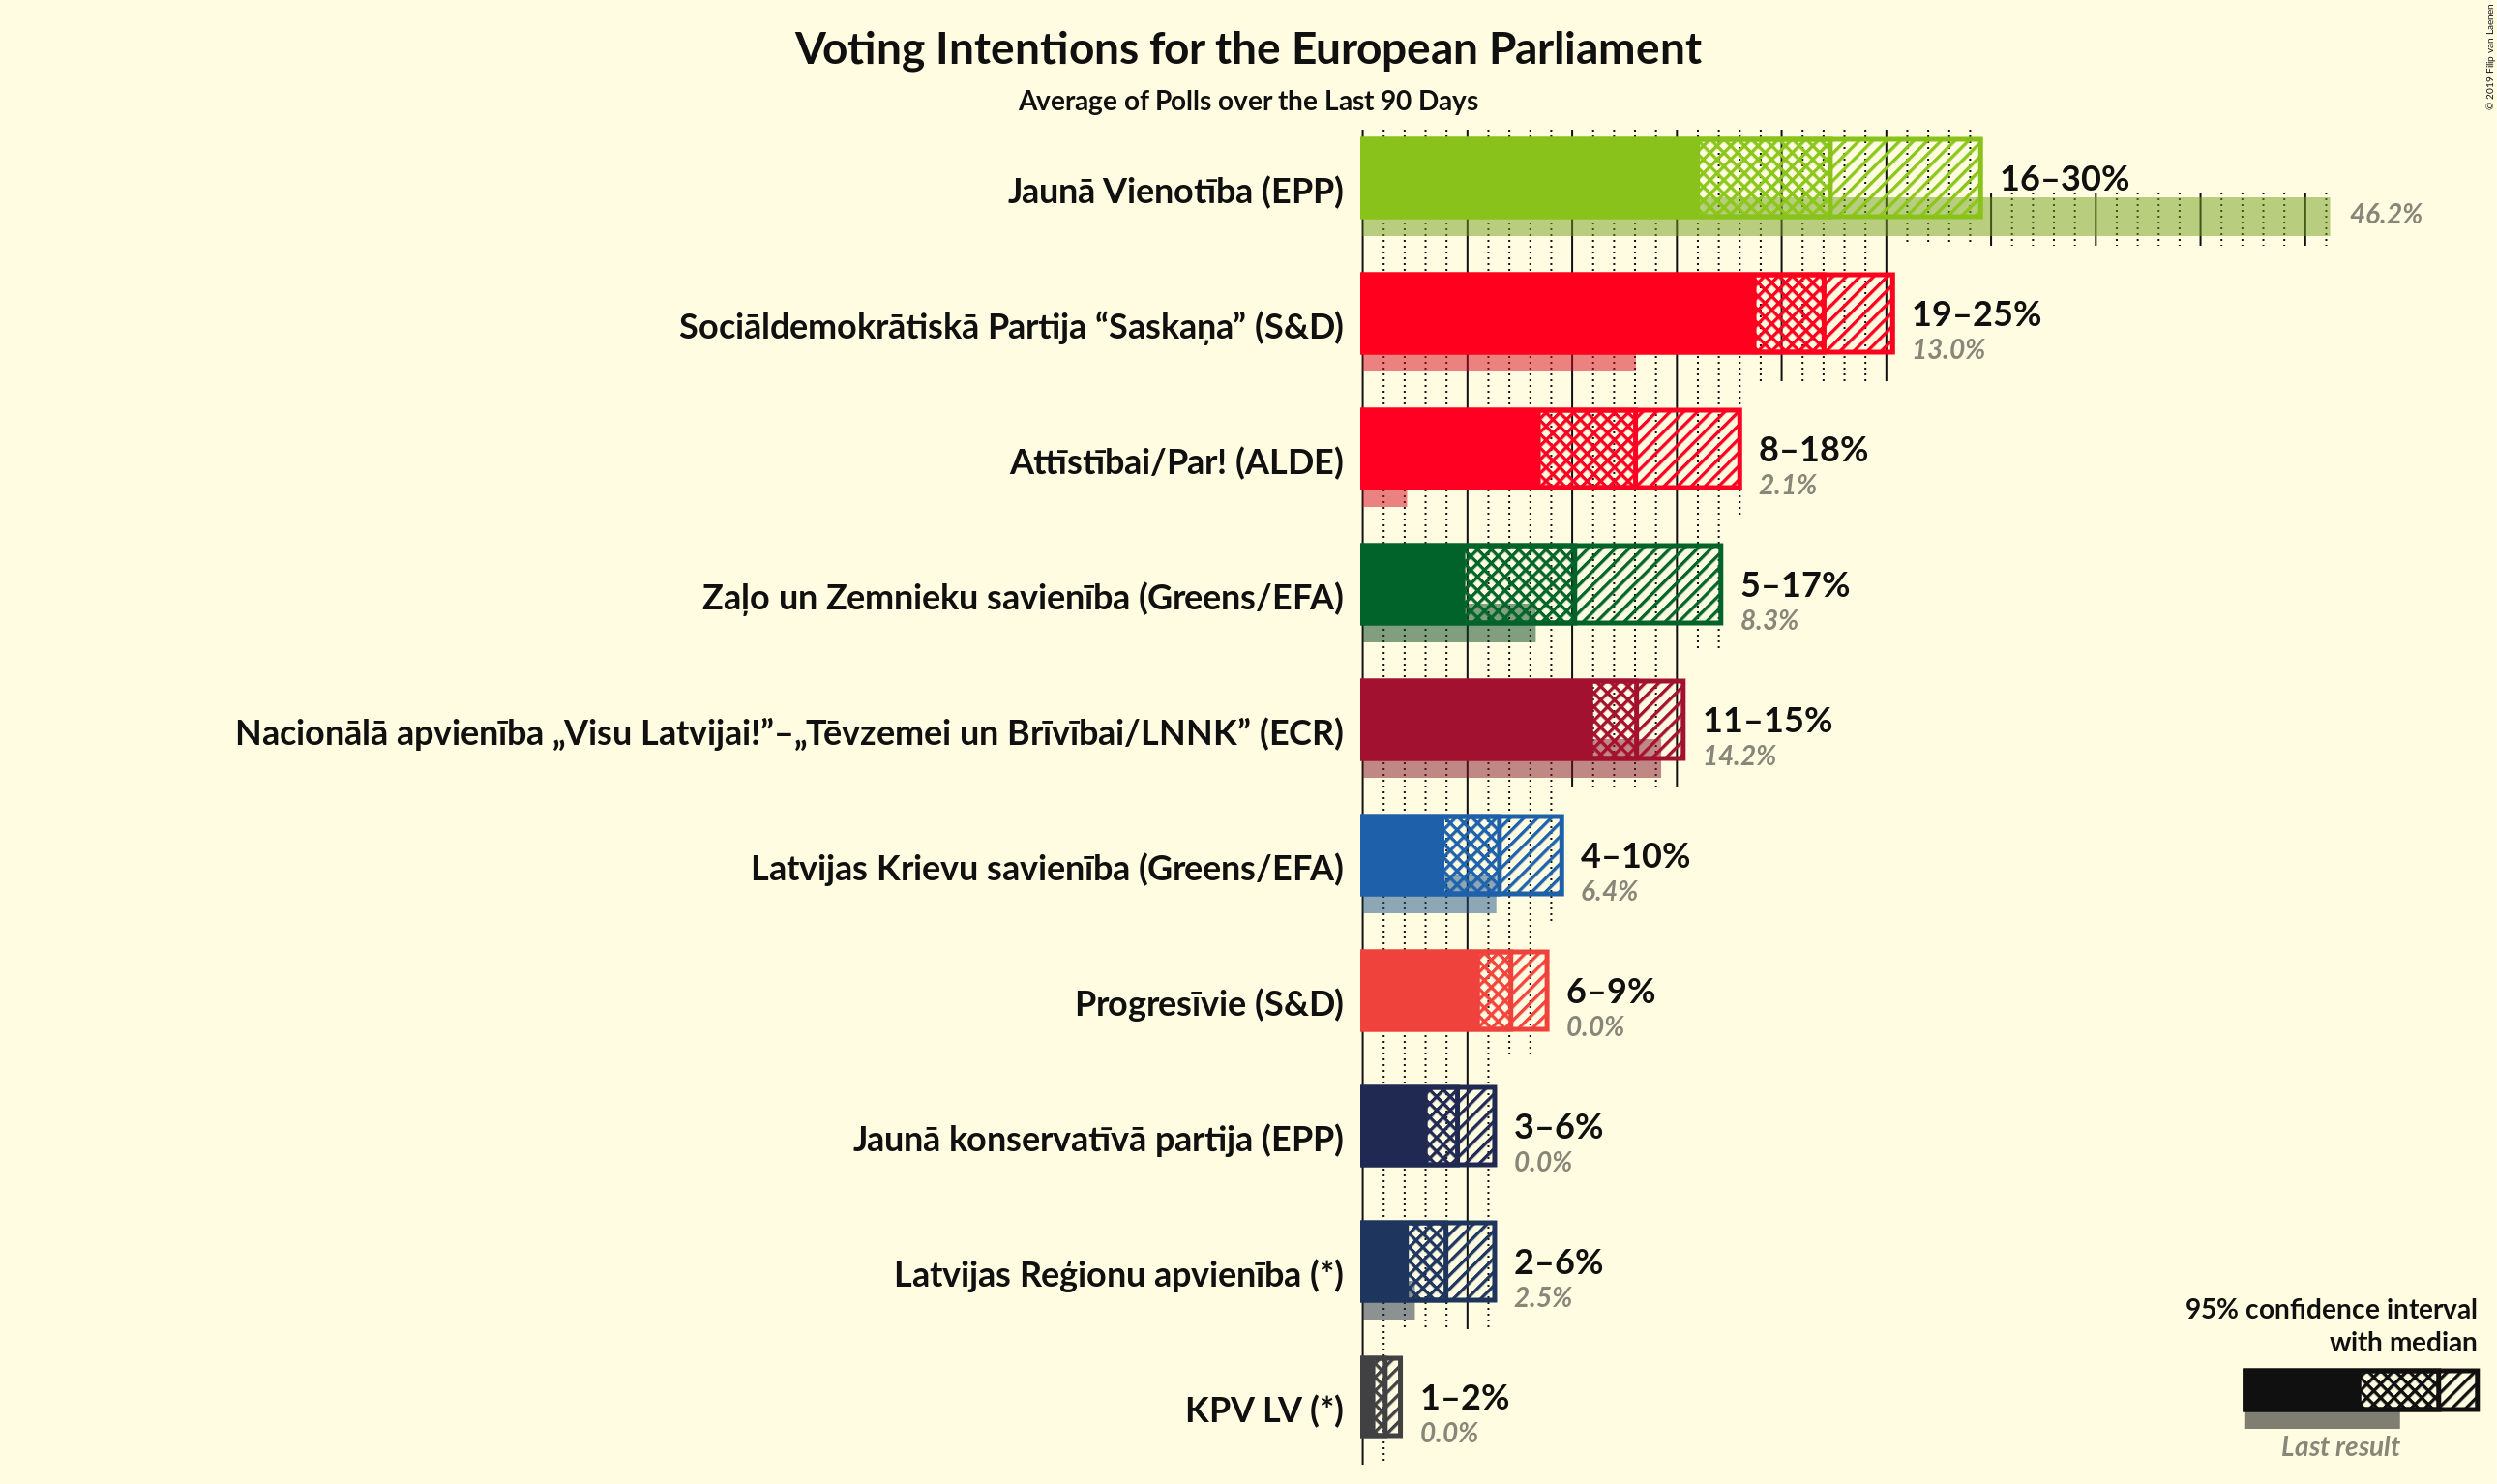 Voting Intentions for the European Parliament
Average of Polls over the Last 90 Days
© 2019 Filip van Laenen
Jaunā Vienotība (EPP)
16–30%
46.2%
Sociāldemokrātiskā Partija “Saskaņa” (S&D)
19–25%
13.0%
Attīstībai/Par! (ALDE)
8–18%
2.1%
Zaļo un Zemnieku savienība (Greens/EFA)
5–17%
8.3%
Nacionālā apvienība „Visu Latvijai!”–„Tēvzemei un Brīvībai/LNNK” (ECR)
11–15%
14.2%
Latvijas Krievu savienība (Greens/EFA)
4–10%
6.4%
Progresīvie (S&D)
6–9%
0.0%
Jaunā konservatīvā partija (EPP)
3–6%
0.0%
Latvijas Reģionu apvienība (*)
2–6%
2.5%
KPV LV (*)
1–2%
0.0%
95% confidence interval
with median
Last result